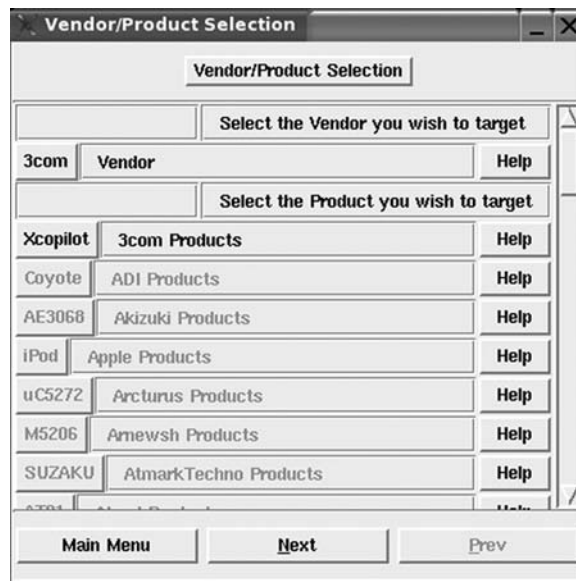 Vendor/Product Selection
Vendor/Product Selection
Select the Vendor you wish to target
3com Vendor Help
Select the Product you wish to target
Xcopilot 3com Products Help
Coyote ADI Products Help
AE3068 Akizuki Products Help
iPod Apple Products Help
uC5272 Arcturus Products Help
M5206 Arnewsh Products Help
SUZAKU AtmarkTechno Products Help
Main Menu Next Prev